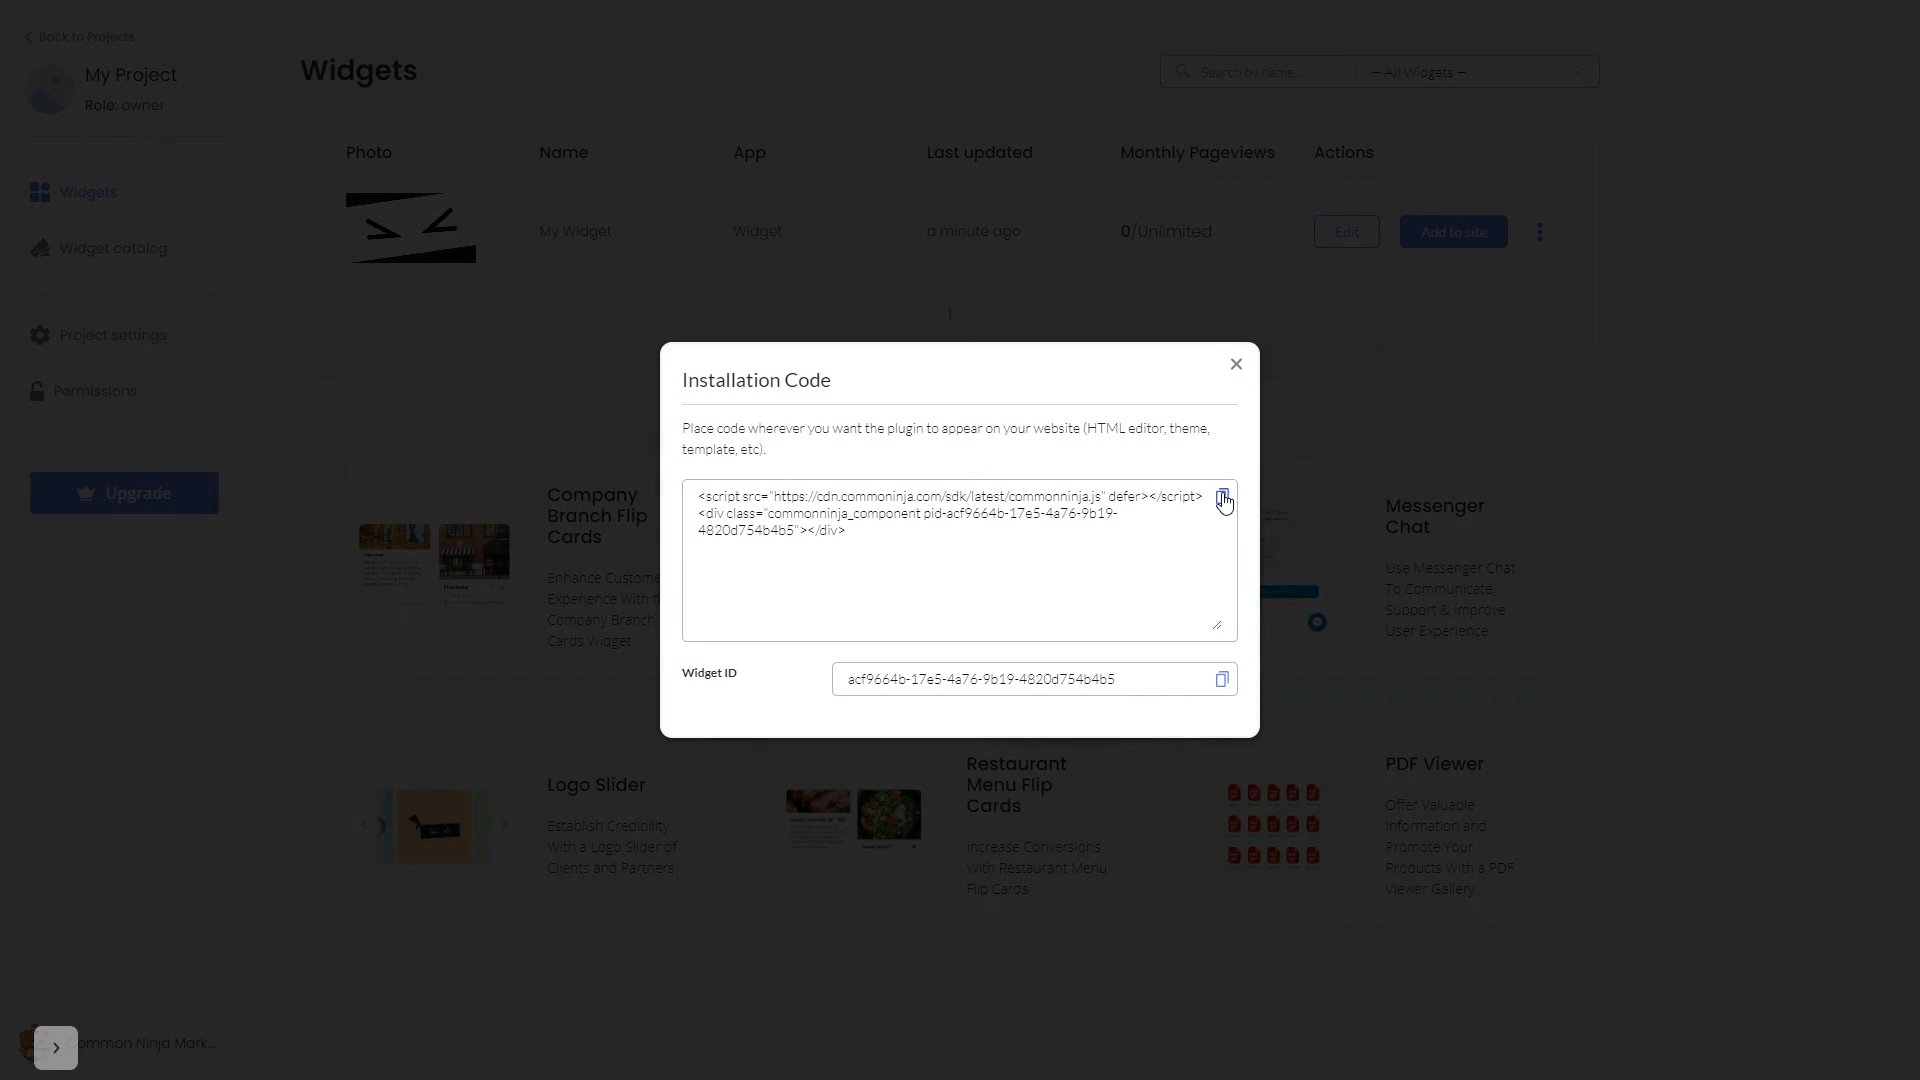 Back to Projects
My Project
Role: owner
Widgets
Widget catalog
Project settings
Permissions
Upgrade
Widgets
Search by name...
— All Widgets —
Photo
Name
App
Last updated
Monthly Pageviews
Actions
My Widget
Widget
a minute ago
0/Unlimited
Edit
Add to site
1
Installation Code
Place code wherever you want the plugin to appear on your website (HTML editor, theme,
template, etc).
<script src="https://cdn.commoninja.com/sdk/latest/commonninja.js" defer></script>
<div class="commonninja_component pid-acf9664b-17e5-4a76-9b19-
4820d754b4b5"></div>
Widget ID
acf9664b-17e5-4a76-9b19-4820d754b4b5
Company
Branch Flip
Cards
Enhance Custome
Experience With
Company Branch
Cards Widget
Messenger
Chat
Use Messenger Chat
To Communicate,
Support & Improve
User Experience
Logo Slider
Establish Credibility
With a Logo Slider of
Clients and Partners
Restaurant
Menu Flip
Cards
Increase Conversions
With Restaurant Menu
Flip Cards
PDF Viewer
Offer Valuable
Information and
Promote Your
Products With a PDF
Viewer Gallery
ommon Ninja Mark...